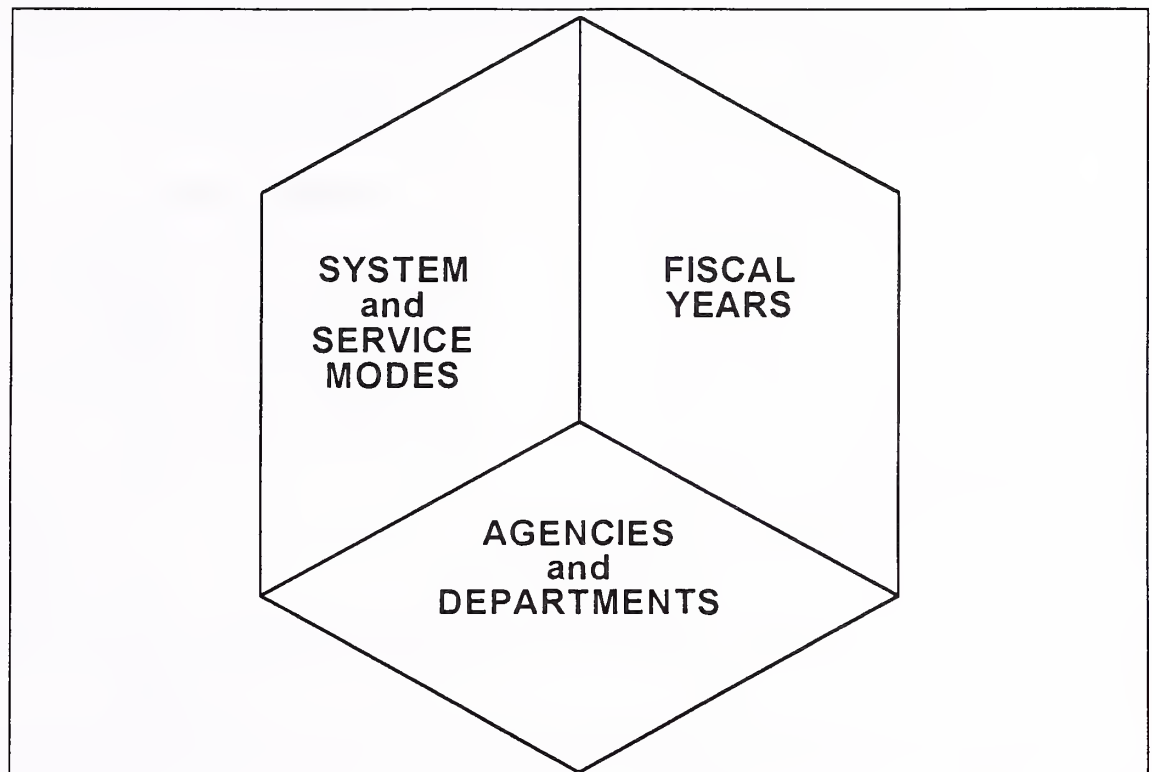 SYSTEM
and
SERVICE
MODES
FISCAL
YEARS
AGENCIES
and
DEPARTMENTS